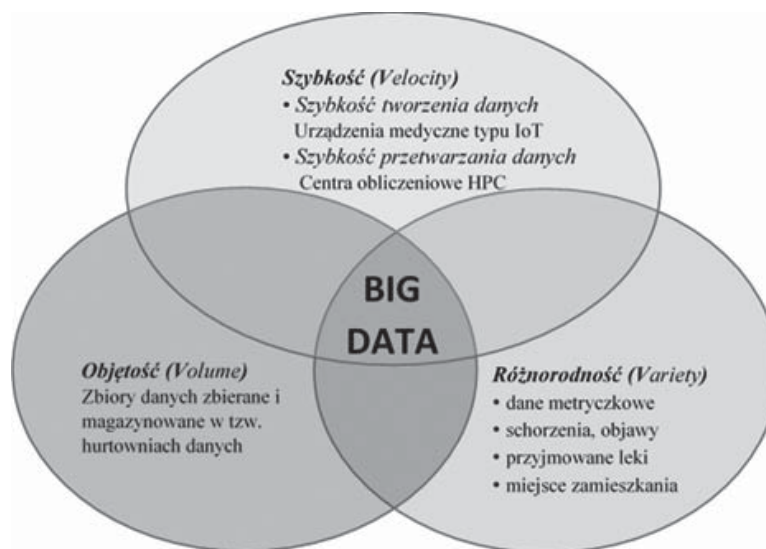 Szybkość (Velocity)
• Szybkość tworzenia danych
Urządzenia medyczne typu IoT
• Szybkość przetwarzania danych
Centra obliczeniowe HPC
BIG
DATA
Objętość (Volume)
Zbiory danych zbierane i
magazynowane w tzw.
hurtowniach danych
Różnorodność (Variety)
• dane metryczkowe
• schorzenia, objawy
• przyjmowane leki
• miejsce zamieszkania